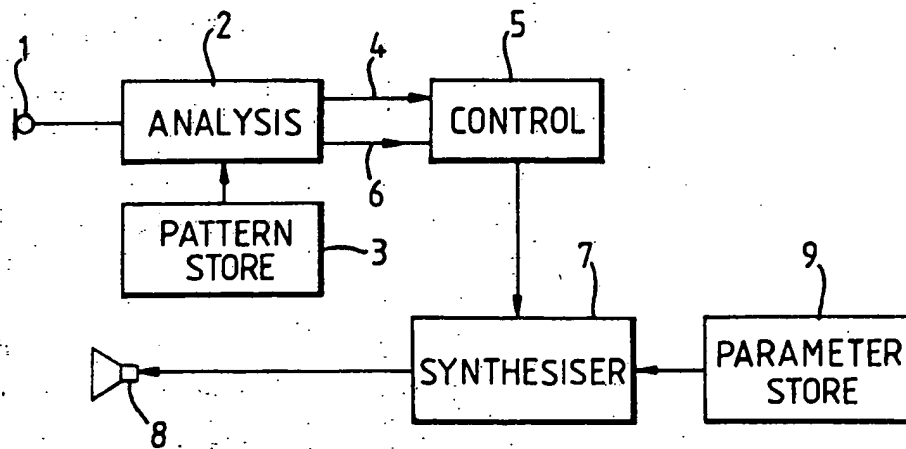 1
2
4
5
ANALYSIS
CONTROL
6
PATTERN
STORE
3
7
9
SYNTHESISER
PARAMETER
STORE
8